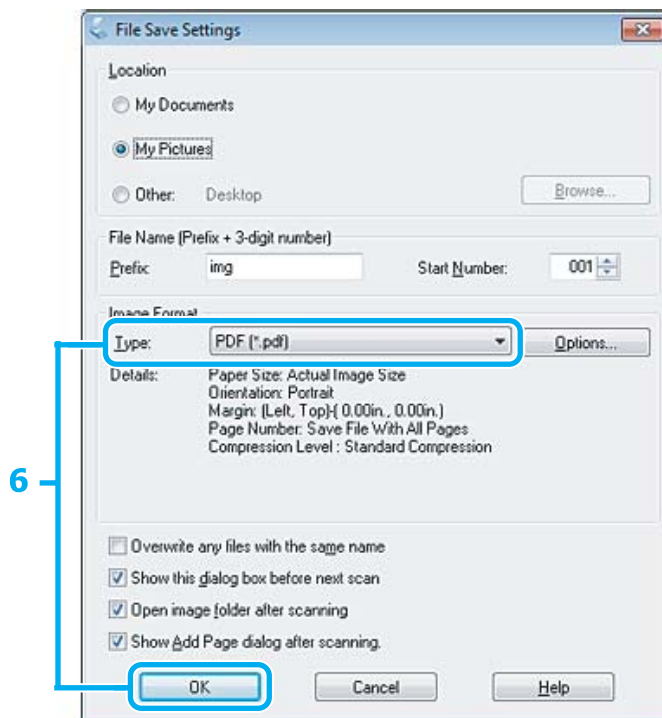 File Save Settings
Location
My Documents
My Pictures
Other: Desktop Browse...
File Name (Prefix + 3-digit number)
Prefix: img Start Number: 001
Image Format
Type: PDF (*.pdf) Options...
Details: Paper Size: Actual Image Size
Orientation: Portrait
Margin: (Left, Top)-( 0.00in., 0.00in.)
Page Number: Save File With All Pages
Compression Level : Standard Compression
6
Overwrite any files with the same name
Show this dialog box before next scan
Open image folder after scanning
Show Add Page dialog after scanning.
OK Cancel Help